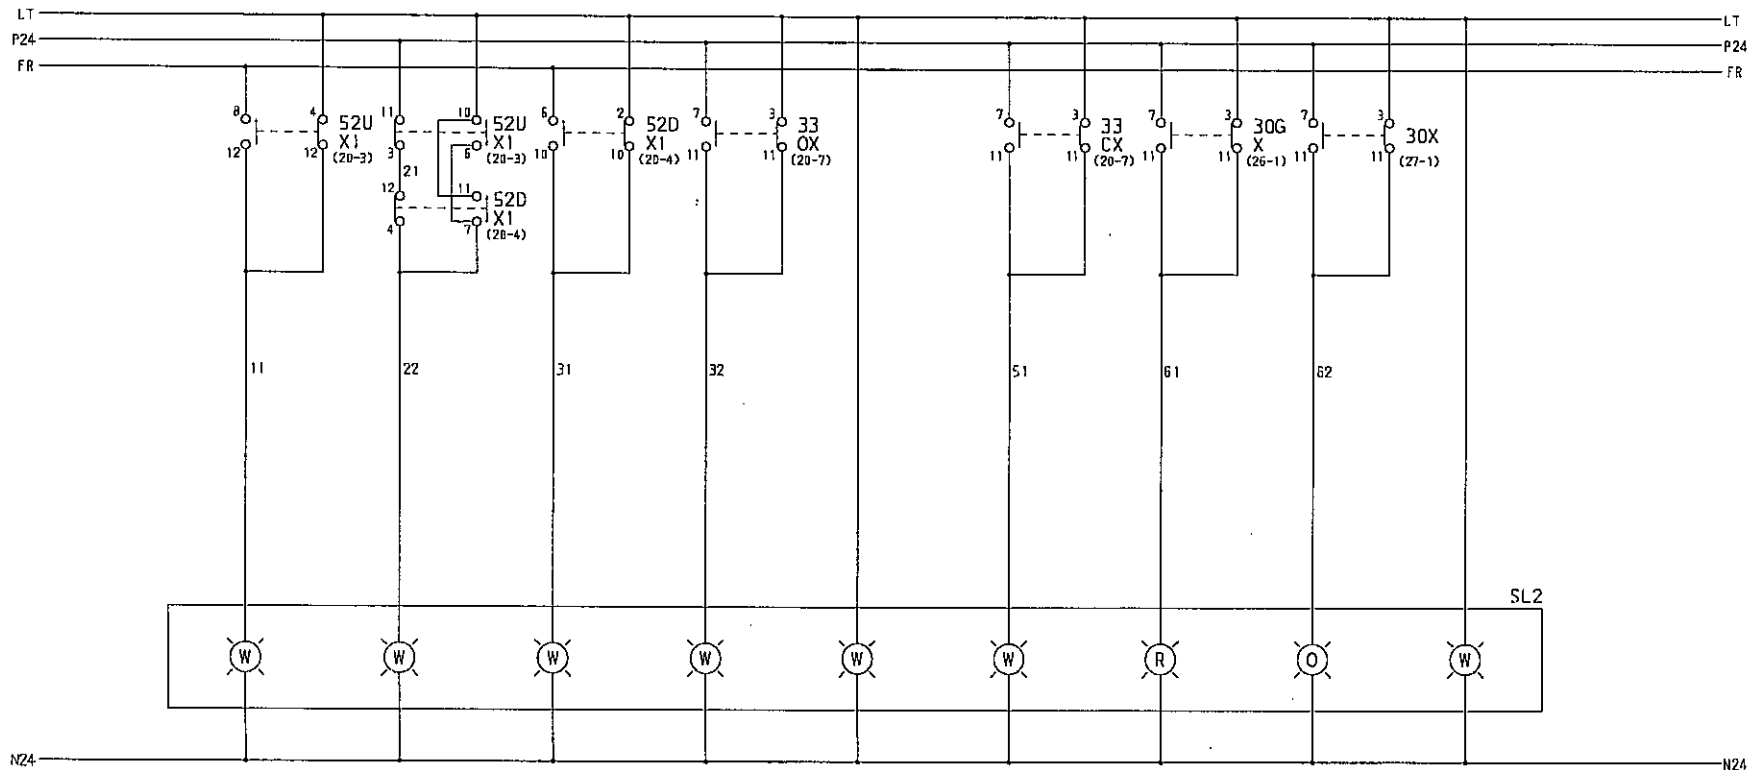 LT LT
P24 P24
FR FR
8 4 11 10 6 2 7 3 7 3 7 3 7 3
52U 52U 52D 33 33 30G 30X
X1 X1 X1 OX CX X
12 12 (20-3) 3 6 (20-3) 10 10 (20-4) 11 11 (20-7) 11 11 (20-7) 11 11 (26-1) 11 11 (27-1)
21
12 11 52D
X1
4 7 (20-4)
11 22 31 32 51 61 62
SL2
W W W W W W R O W
N24 N24